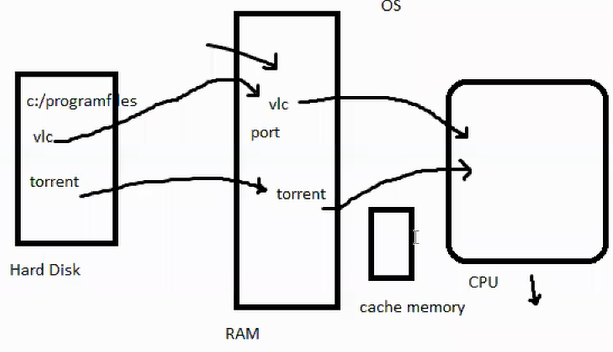 OS
c:/programfiles
vlc
torrent
Hard Disk
vlc
port
torrent
RAM
cache memory
CPU